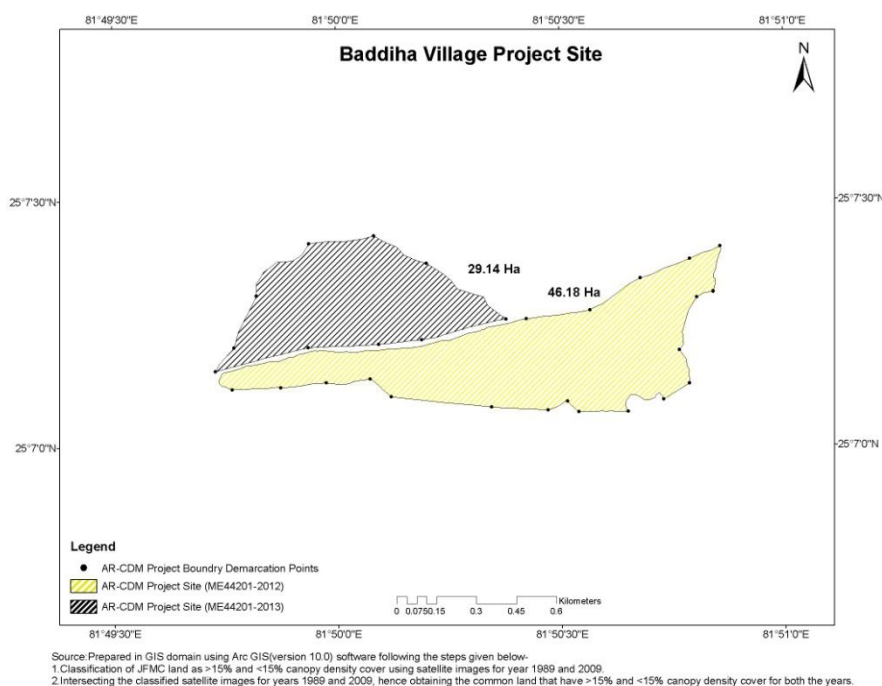 81°49'30"E 81°50'0"E 81°50'30"E 81°51'0"E
Baddiha Village Project Site
N
25°7'30"N 25°7'30"N
29.14 Ha
46.18 Ha
25°7'0"N 25°7'0"N
Legend
AR-CDM Project Boundry Demarcation Points
AR-CDM Project Site (ME44201-2012)
AR-CDM Project Site (ME44201-2013)
Kilometers
0 0.0750.15 0.3 0.45 0.6
81°49'30"E 81°50'0"E 81°50'30"E 81°51'0"E
Source:Prepared in GIS domain using Arc GIS(version 10.0) software following the steps given below-
1.Classification of JFMC land as >15% and <15% canopy density cover using satellite images for year 1989 and 2009.
2.Intersecting the classified satellite images for years 1989 and 2009, hence obtaining the common land that have >15% and <15% canopy density cover for both the years.